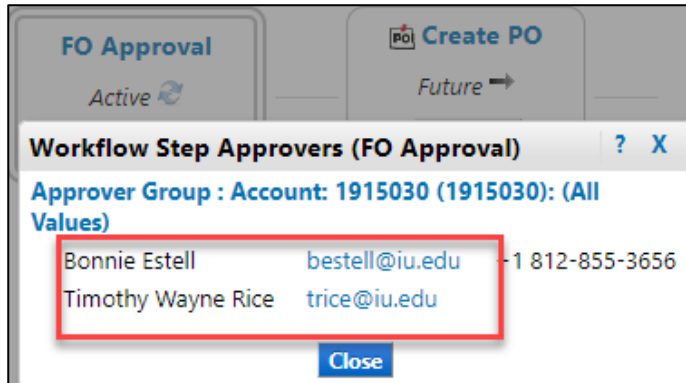 FO Approval
Active
PO Create PO
Future
Workflow Step Approvers (FO Approval) ? X
Approver Group : Account: 1915030 (1915030): (All
Values)
Bonnie Estell bestell@iu.edu +1 812-855-3656
Timothy Wayne Rice trice@iu.edu
Close